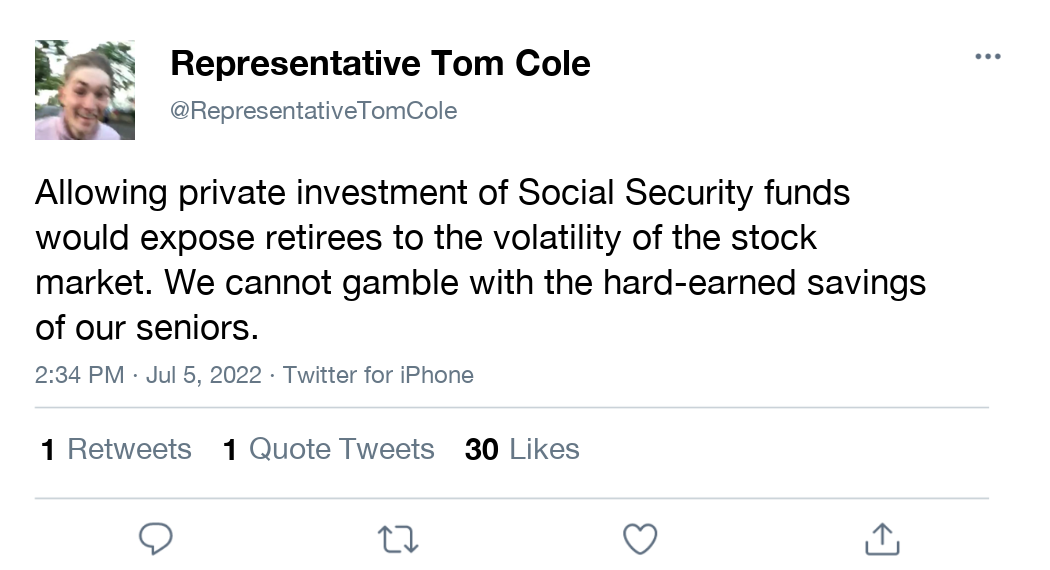 Representative Tom Cole
@RepresentativeTomCole
Allowing private investment of Social Security funds
would expose retirees to the volatility of the stock
market. We cannot gamble with the hard-earned savings
of our seniors.
2:34 PM · Jul 5, 2022 · Twitter for iPhone
1 Retweets 1 Quote Tweets 30 Likes